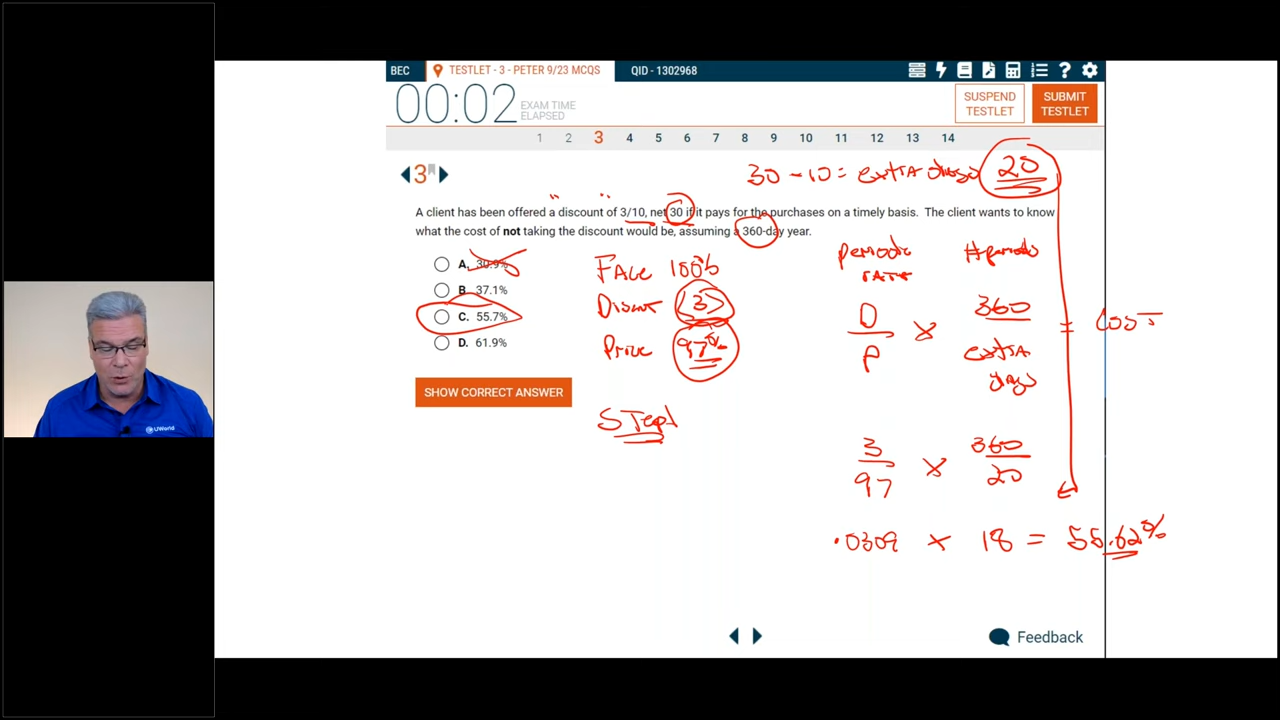 BEC TESTLET - 3 - PETER 9/23 MCQS QID - 1302968
00:02 EXAM TIME ELAPSED
SUSPEND TESTLET
SUBMIT TESTLET
1 2 3 4 5 6 7 8 9 10 11 12 13 14
3
30 - 10 = extra days 20
A client has been offered a discount of 3/10, net 30 if it pays for the purchases on a timely basis. The client wants to know
what the cost of not taking the discount would be, assuming a 360-day year.
A. 30.9%
B. 37.1%
C. 55.7%
D. 61.9%
SHOW CORRECT ANSWER
Face 100%
Discount (3)
Price 97%
Step1
periodic rate
# periods
D/P × 360/extra days = cost
3/97 × 360/20
.0309 × 18 = 55.62%
UWorld
Feedback